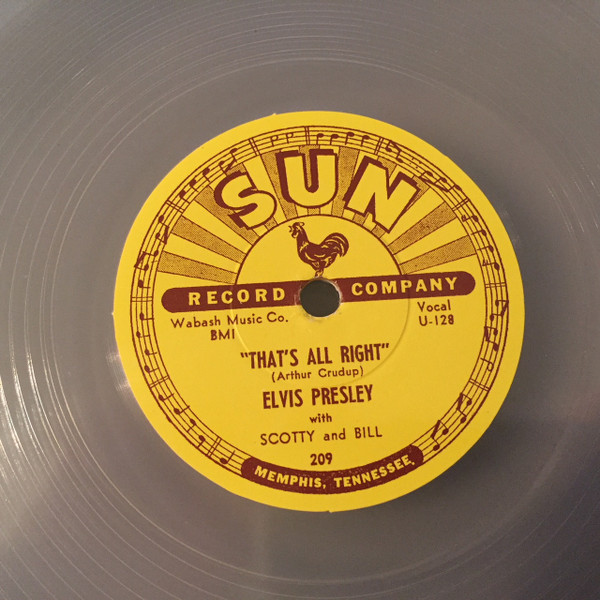 SUN
RECORD COMPANY
Wabash Music Co.
BMI
Vocal
U-128
"THAT'S ALL RIGHT"
(Arthur Crudup)
ELVIS PRESLEY
with
SCOTTY and BILL
209
MEMPHIS, TENNESSEE